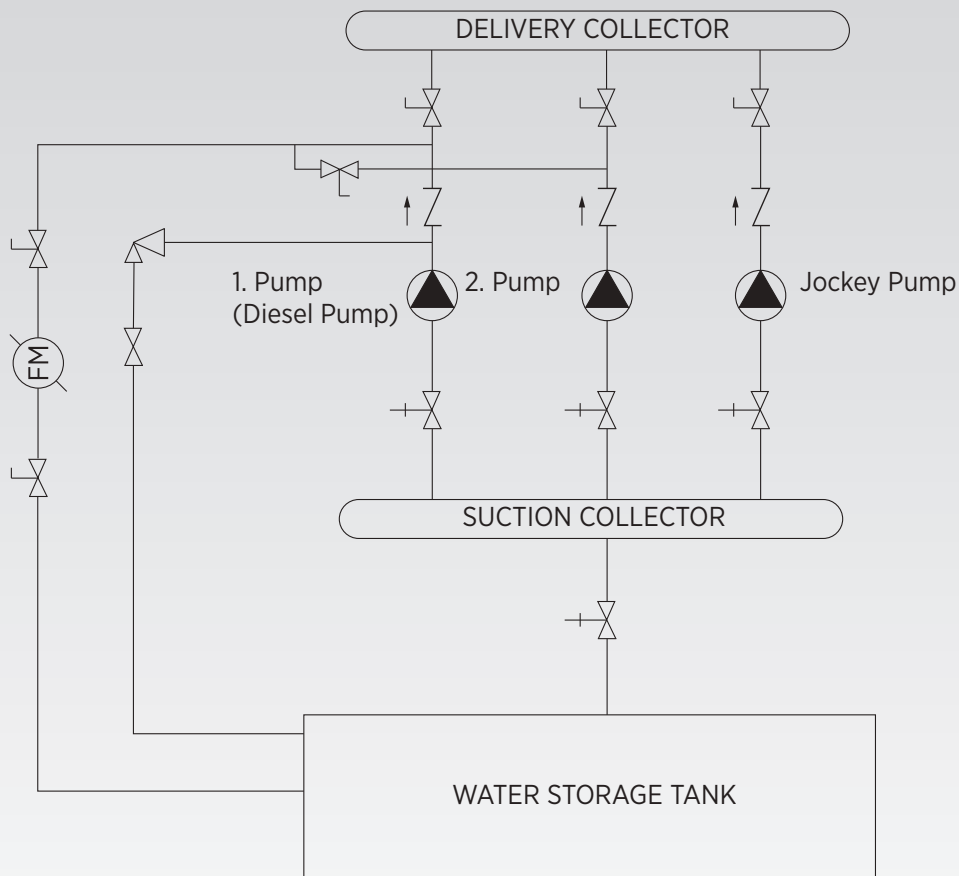 DELIVERY COLLECTOR
1. Pump
(Diesel Pump)
2. Pump
Jockey Pump
FM
SUCTION COLLECTOR
WATER STORAGE TANK